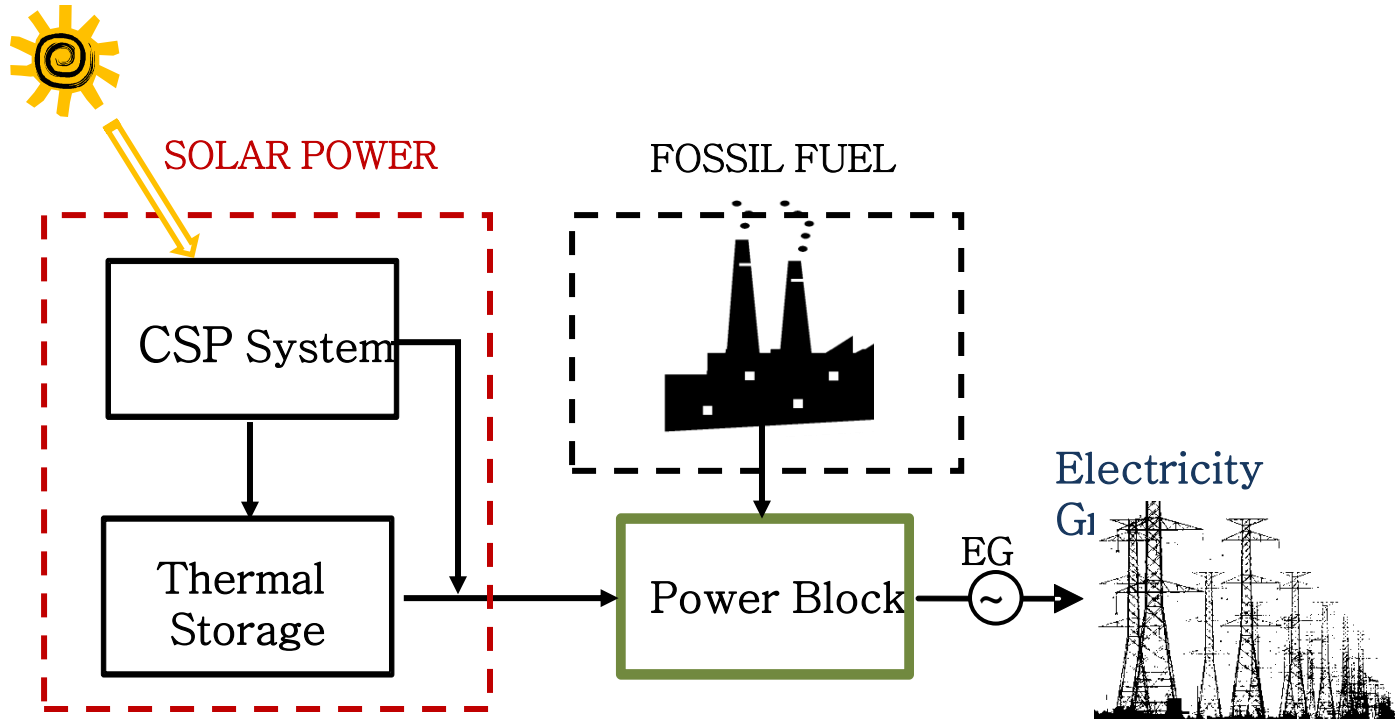 SOLAR POWER
FOSSIL FUEL
CSP System
Electricity
EG
Thermal
Storage
Power Block
~